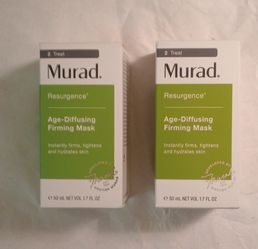 2 Treat
Murad.
Resurgence®
Age-Diffusing
Firming Mask
Instantly firms, tightens
and hydrates skin
e 50 mL NET VOL 1.7 FL OZ
2 Treat
Murad.
Resurgence®
Age-Diffusing
Firming Mask
Instantly firms, tightens
and hydrates skin
e 50 mL NET VOL 1.7 FL OZ